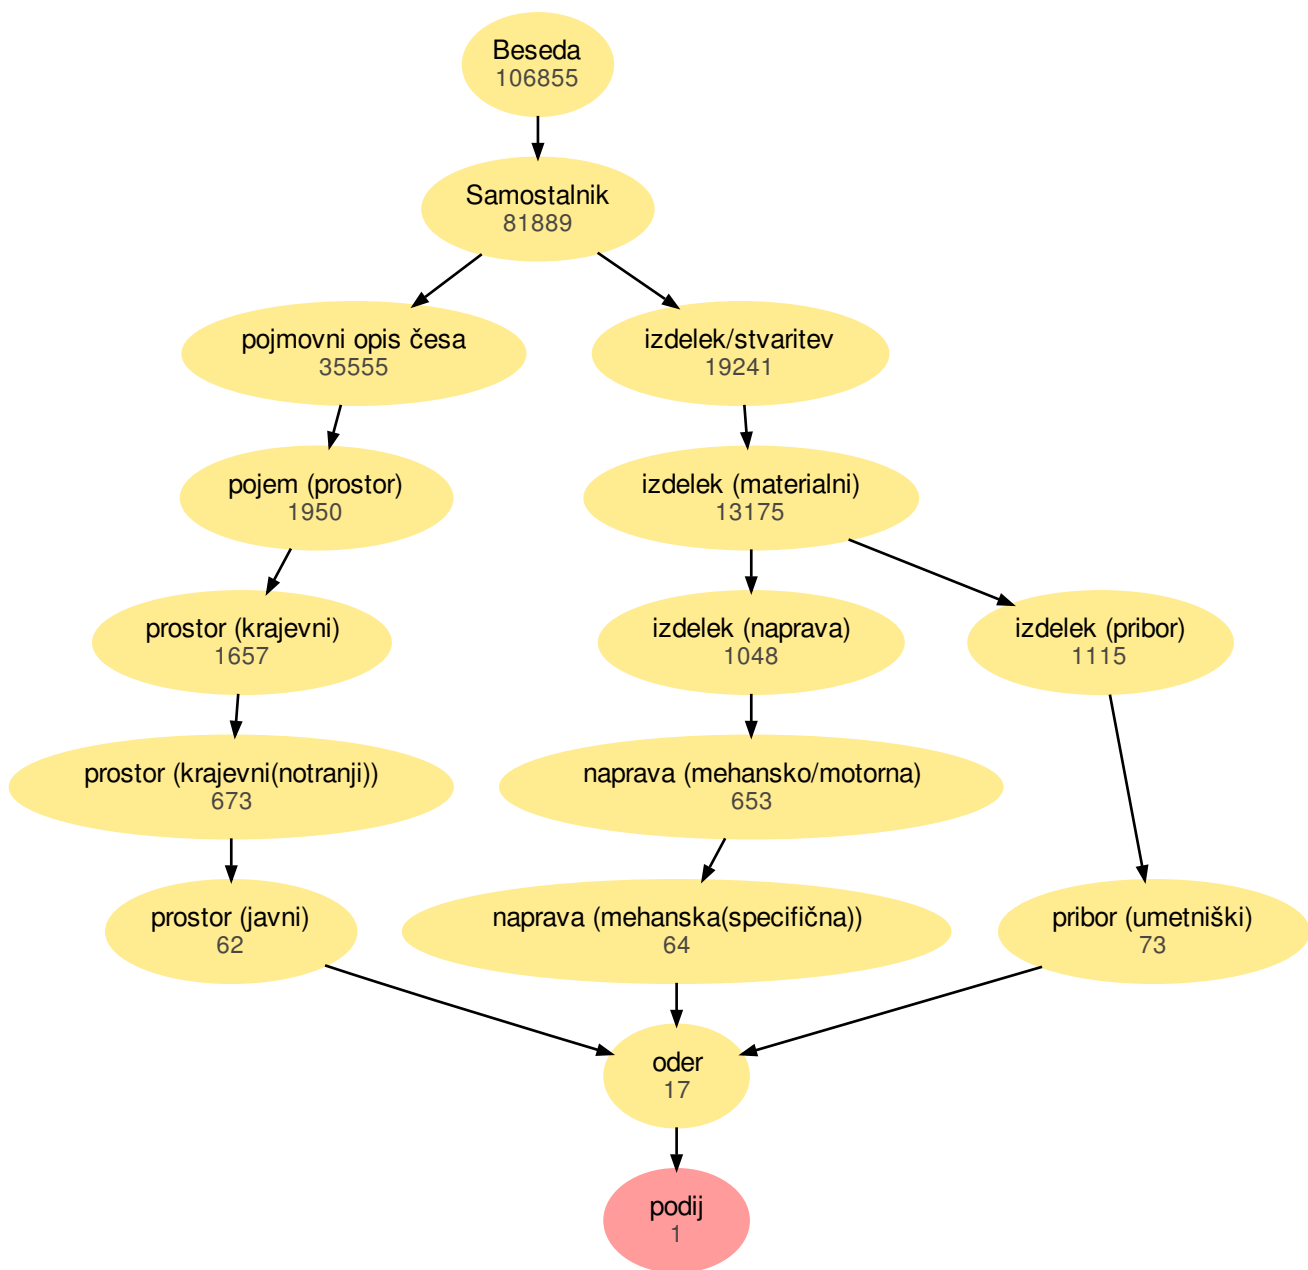 Beseda
106855
Samostalnik
81889
pojmovni opis česa
35555
izdelek/stvaritev
19241
pojem (prostor)
1950
izdelek (materialni)
13175
prostor (krajevni)
1657
izdelek (naprava)
1048
izdelek (pribor)
1115
prostor (krajevni(notranji))
673
naprava (mehansko/motorna)
653
prostor (javni)
62
naprava (mehanska(specifična))
64
pribor (umetniški)
73
oder
17
podij
1